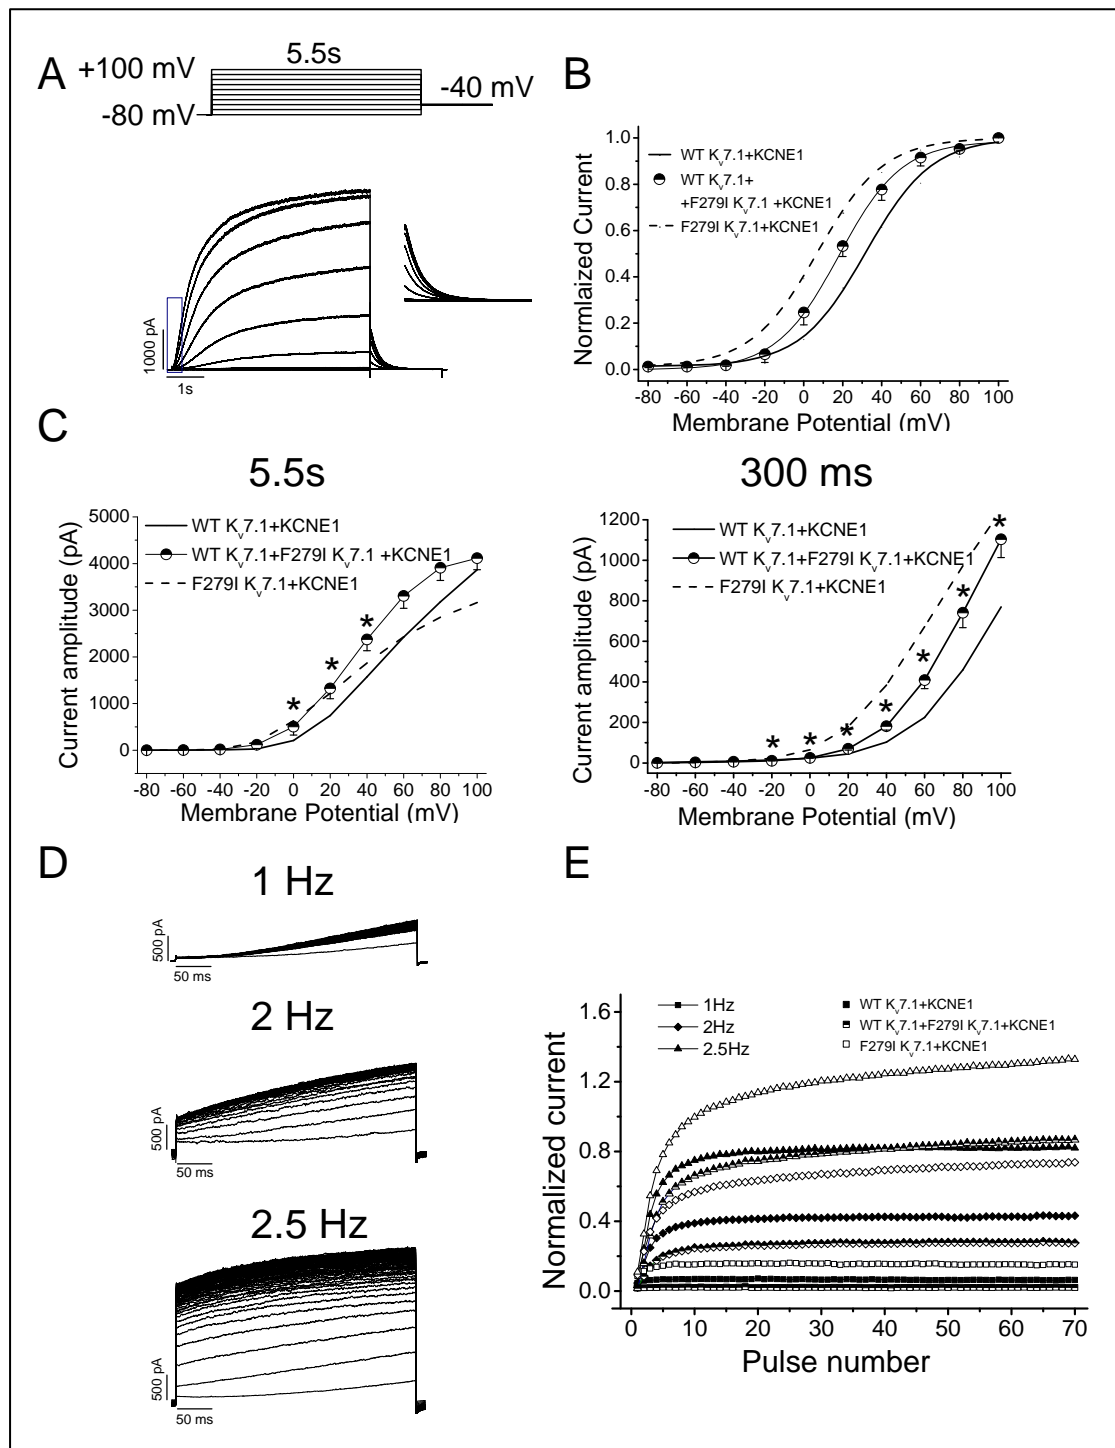 A
5.5s
+100 mV
-40 mV
-80 mV
1000 pA
1s
B
Normlaized Current
1.0
0.8
0.6
0.4
0.2
0.0
WT Kv7.1+KCNE1
WT Kv7.1+
+F279I Kv7.1 +KCNE1
F279I Kv7.1+KCNE1
-80 -60 -40 -20 0 20 40 60 80 100
Membrane Potential (mV)
C
5.5s
Current amplitude (pA)
5000
4000
3000
2000
1000
0
WT Kv7.1+KCNE1
WT Kv7.1+F279I Kv7.1 +KCNE1
F279I Kv7.1+KCNE1
* * *
-80 -60 -40 -20 0 20 40 60 80 100
Membrane Potential (mV)
300 ms
Current amplitude (pA)
1200
1000
800
600
400
200
0
WT Kv7.1+KCNE1
WT Kv7.1+F279I Kv7.1+KCNE1
F279I Kv7.1+KCNE1
* * * * * * *
-80 -60 -40 -20 0 20 40 60 80 100
Membrane Potential (mV)
D
1 Hz
500 pA
50 ms
2 Hz
500 pA
50 ms
2.5 Hz
500 pA
50 ms
E
Normalized current
1.6
1.2
0.8
0.4
0.0
1Hz
2Hz
2.5Hz
WT Kv7.1+KCNE1
WT Kv7.1+F279I Kv7.1+KCNE1
F279I Kv7.1+KCNE1
0 10 20 30 40 50 60 70
Pulse number